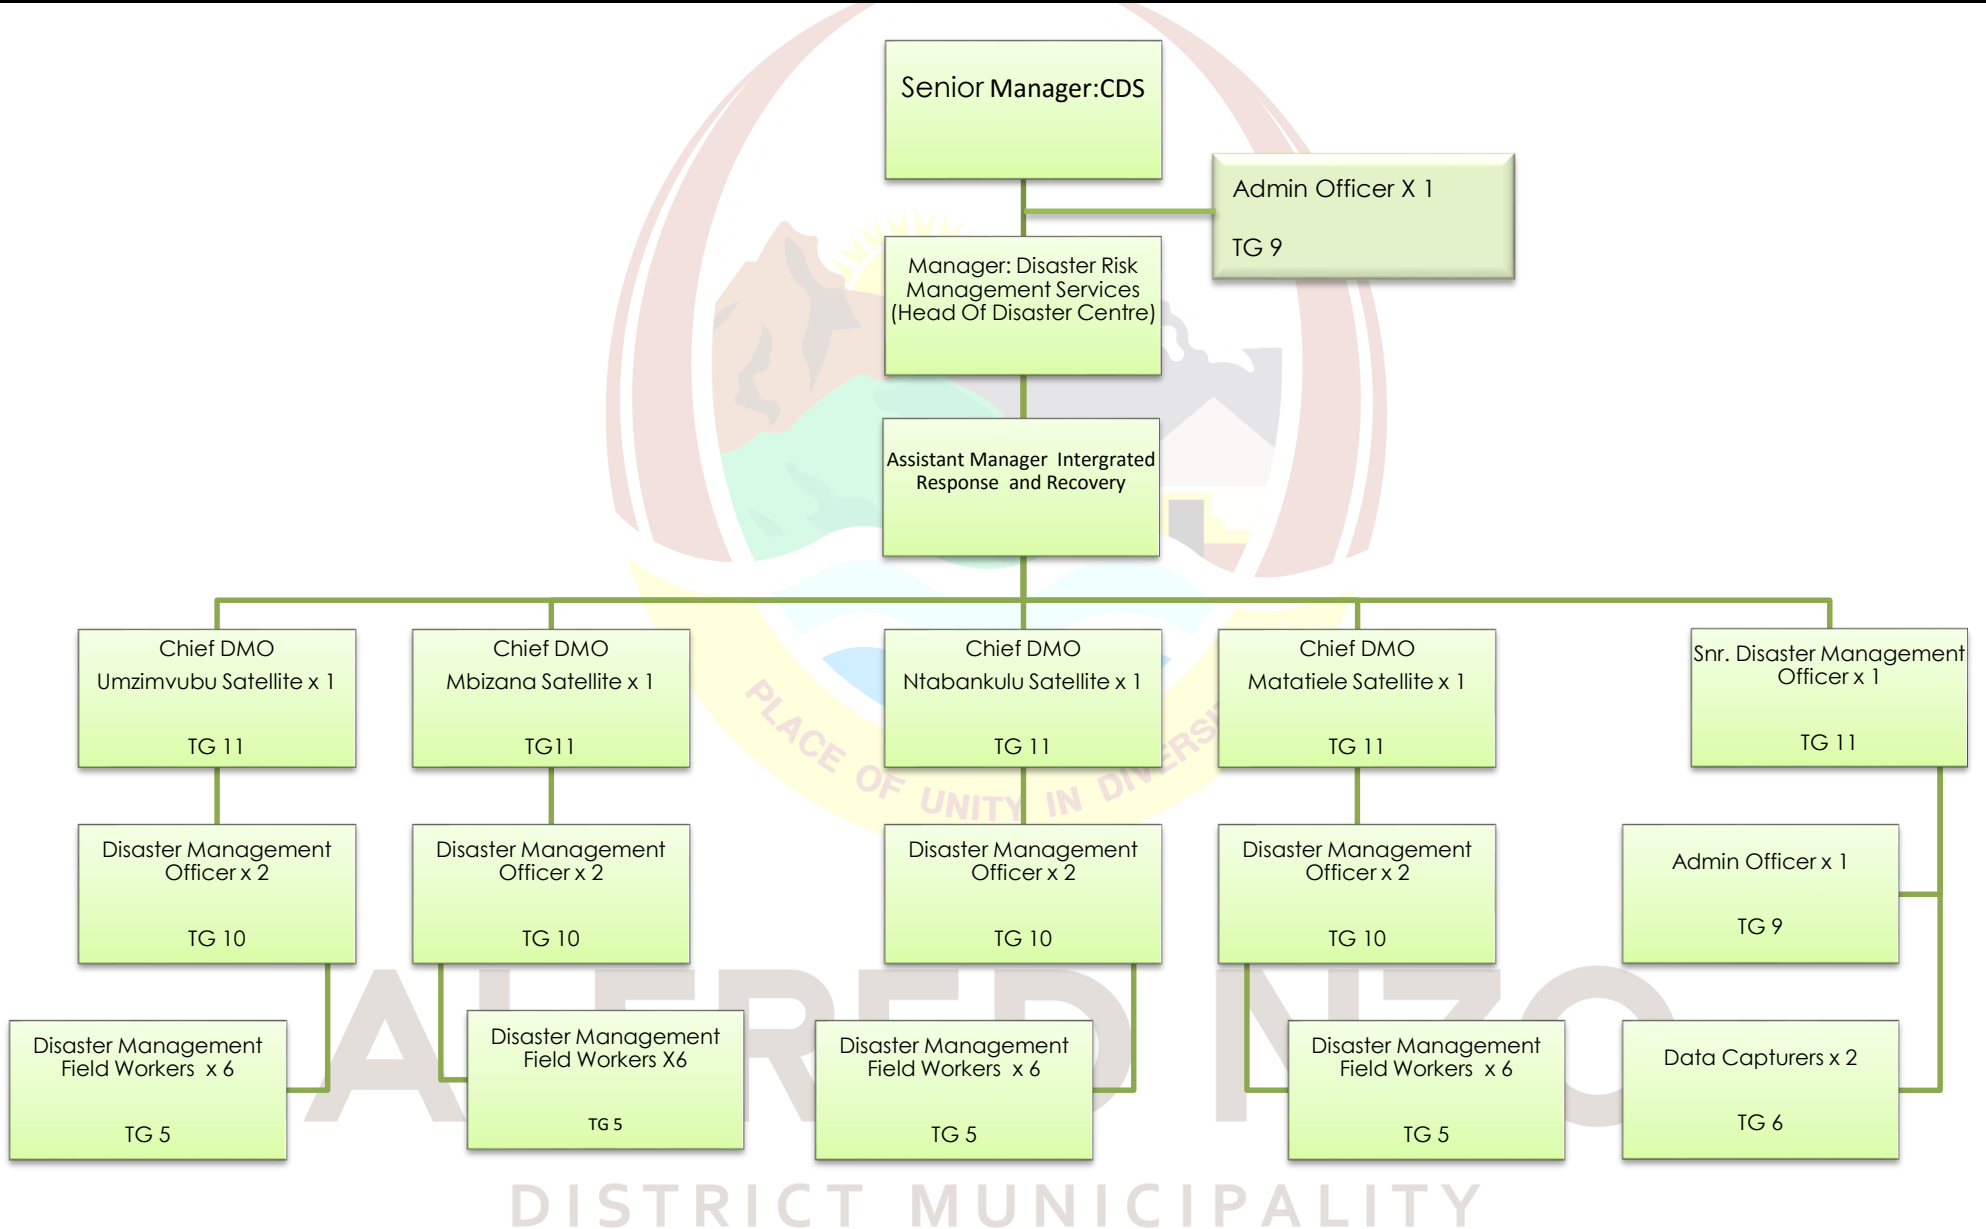 Senior Manager:CDS
Admin Officer X 1
TG 9
Manager: Disaster Risk
Management Services
(Head Of Disaster Centre)
Assistant Manager Intergrated
Response and Recovery
Chief DMO
Umzimvubu Satellite x 1
TG 11
Chief DMO
Mbizana Satellite x 1
TG11
Chief DMO
Ntabankulu Satellite x 1
TG 11
Chief DMO
Matatiele Satellite x 1
TG 11
Snr. Disaster Management
Officer x 1
TG 11
Disaster Management
Officer x 2
TG 10
Disaster Management
Officer x 2
TG 10
Disaster Management
Officer x 2
TG 10
Disaster Management
Officer x 2
TG 10
Admin Officer x 1
TG 9
Disaster Management
Field Workers x 6
TG 5
Disaster Management
Field Workers X6
TG 5
Disaster Management
Field Workers x 6
TG 5
Disaster Management
Field Workers x 6
TG 5
Data Capturers x 2
TG 6
PLACE OF UNITY IN
ALFRED NZO
DISTRICT MUNICIPALITY